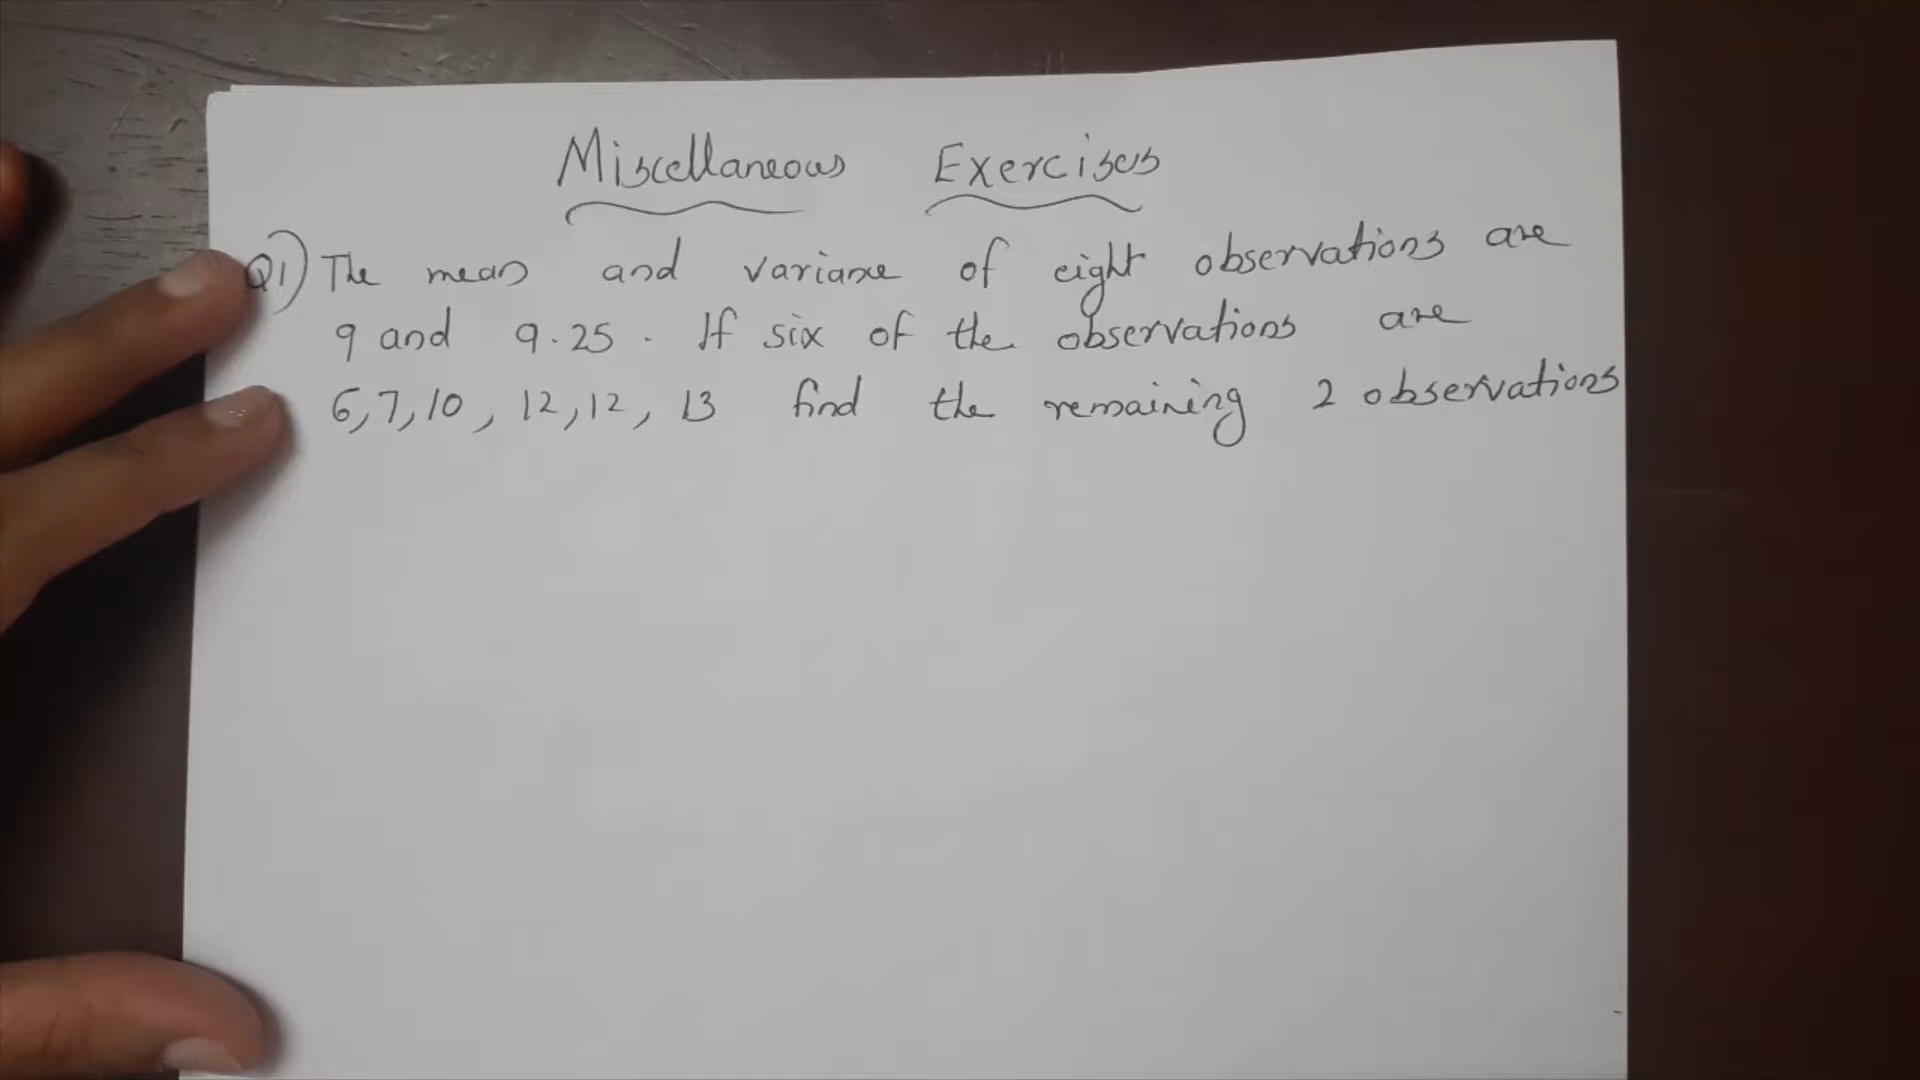 Miscellaneous Exercises
Q1) The mean and variance of eight observations are
9 and 9.25. If six of the observations are
6,7,10, 12,12, 13 find the remaining 2 observations